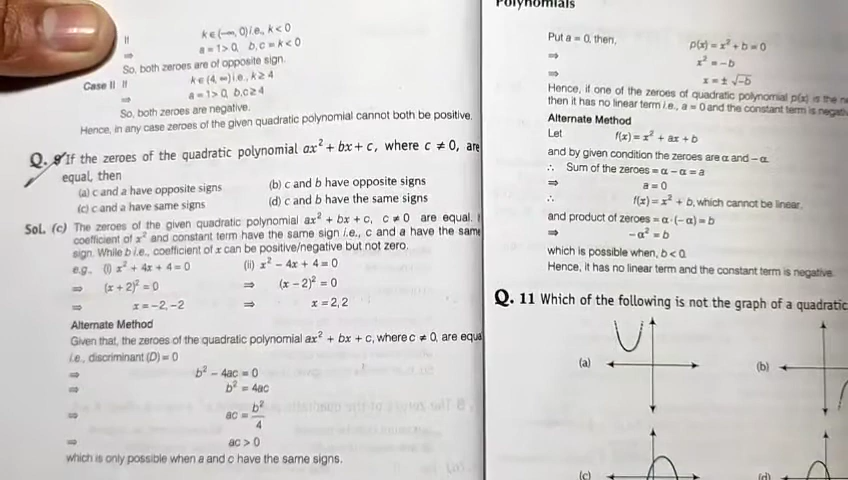 If k ∈ (–∞, 0) i.e., k < 0
⇒ a = 1 > 0, b, c = k < 0
So, both zeroes are of opposite sign.
Case II If k ∈ (4, ∞) i.e., k ≥ 4
⇒ a = 1 > 0, b, c ≥ 4
So, both zeroes are negative.
Hence, in any case zeroes of the given quadratic polynomial cannot both be positive.
Q. If the zeroes of the quadratic polynomial ax² + bx + c, where c ≠ 0, are
equal, then
(a) c and a have opposite signs (b) c and b have opposite signs
(c) c and a have same signs (d) c and b have the same signs
Sol. (c) The zeroes of the given quadratic polynomial ax² + bx + c, c ≠ 0 are equal.
coefficient of x² and constant term have the same sign i.e., c and a have the same
sign. While b i.e., coefficient of x can be positive/negative but not zero.
e.g., (i) x² + 4x + 4 = 0 (ii) x² – 4x + 4 = 0
⇒ (x + 2)² = 0 ⇒ (x – 2)² = 0
⇒ x = –2, –2 ⇒ x = 2, 2
Alternate Method
Given that, the zeroes of the quadratic polynomial ax² + bx + c, where c ≠ 0, are equa
i.e., discriminant (D) = 0
⇒ b² – 4ac = 0
⇒ b² = 4ac
⇒ ac = b²/4
⇒ ac > 0
which is only possible when a and c have the same signs.
Polynomials
Put a = 0, then, p(x) = x² + b = 0
⇒ x² = –b
⇒ x = ± √–b
Hence, if one of the zeroes of quadratic polynomial p(x) is the
then it has no linear term i.e., a = 0 and the constant term is
Alternate Method
Let f(x) = x² + ax + b
and by given condition the zeroes are α and – α.
∴ Sum of the zeroes = α – α = a
⇒ a = 0
∴ f(x) = x² + b, which cannot be linear.
and product of zeroes = α · (– α) = b
⇒ –α² = b
which is possible when, b < 0.
Hence, it has no linear term and the constant term is negative.
Q. 11 Which of the following is not the graph of a quadratic
(a) (b)
(c) (d)